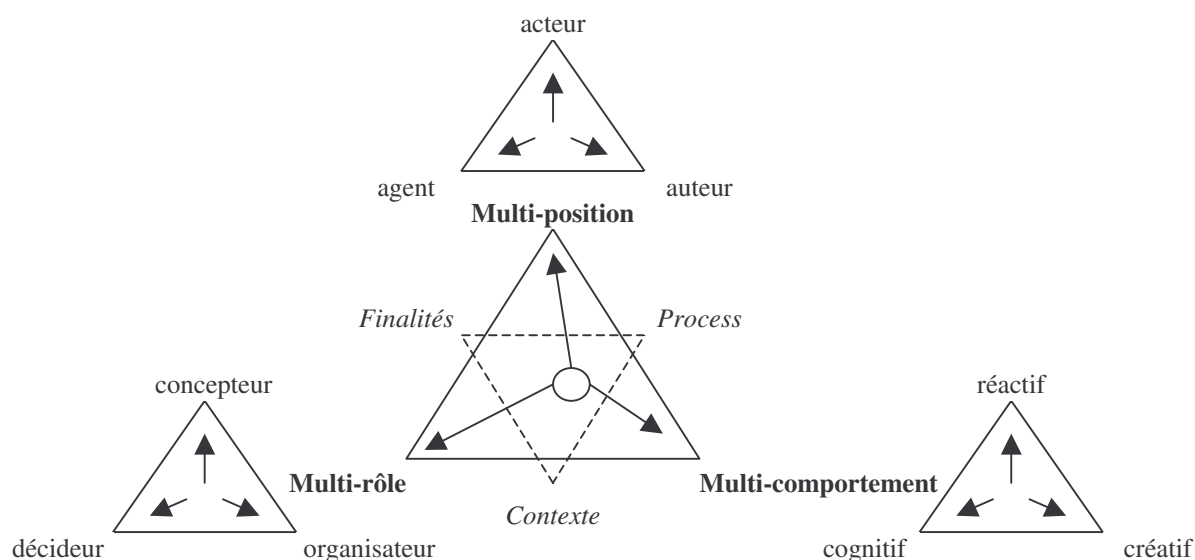 acteur
agent auteur
Multi-position
Finalités Process
concepteur réactif
Multi-rôle Multi-comportement
Contexte
décideur organisateur cognitif créatif